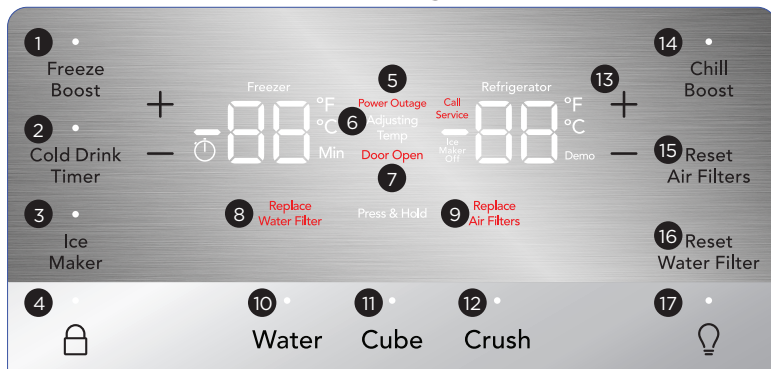 1
Freeze
Boost
2
Cold Drink
Timer
3
Ice
Maker
4
+
−
Freezer
-88
°F
°C
Min
5
Power Outage
6
Adjusting
Temp
Door Open
7
Call
Service
Refrigerator
-88
°F
°C
Ice
Maker
Off
Demo
8
Replace
Water Filter
Press & Hold
9
Replace
Air Filters
13
+
−
14
Chill
Boost
15
Reset
Air Filters
16
Reset
Water Filter
10
Water
11
Cube
12
Crush
17